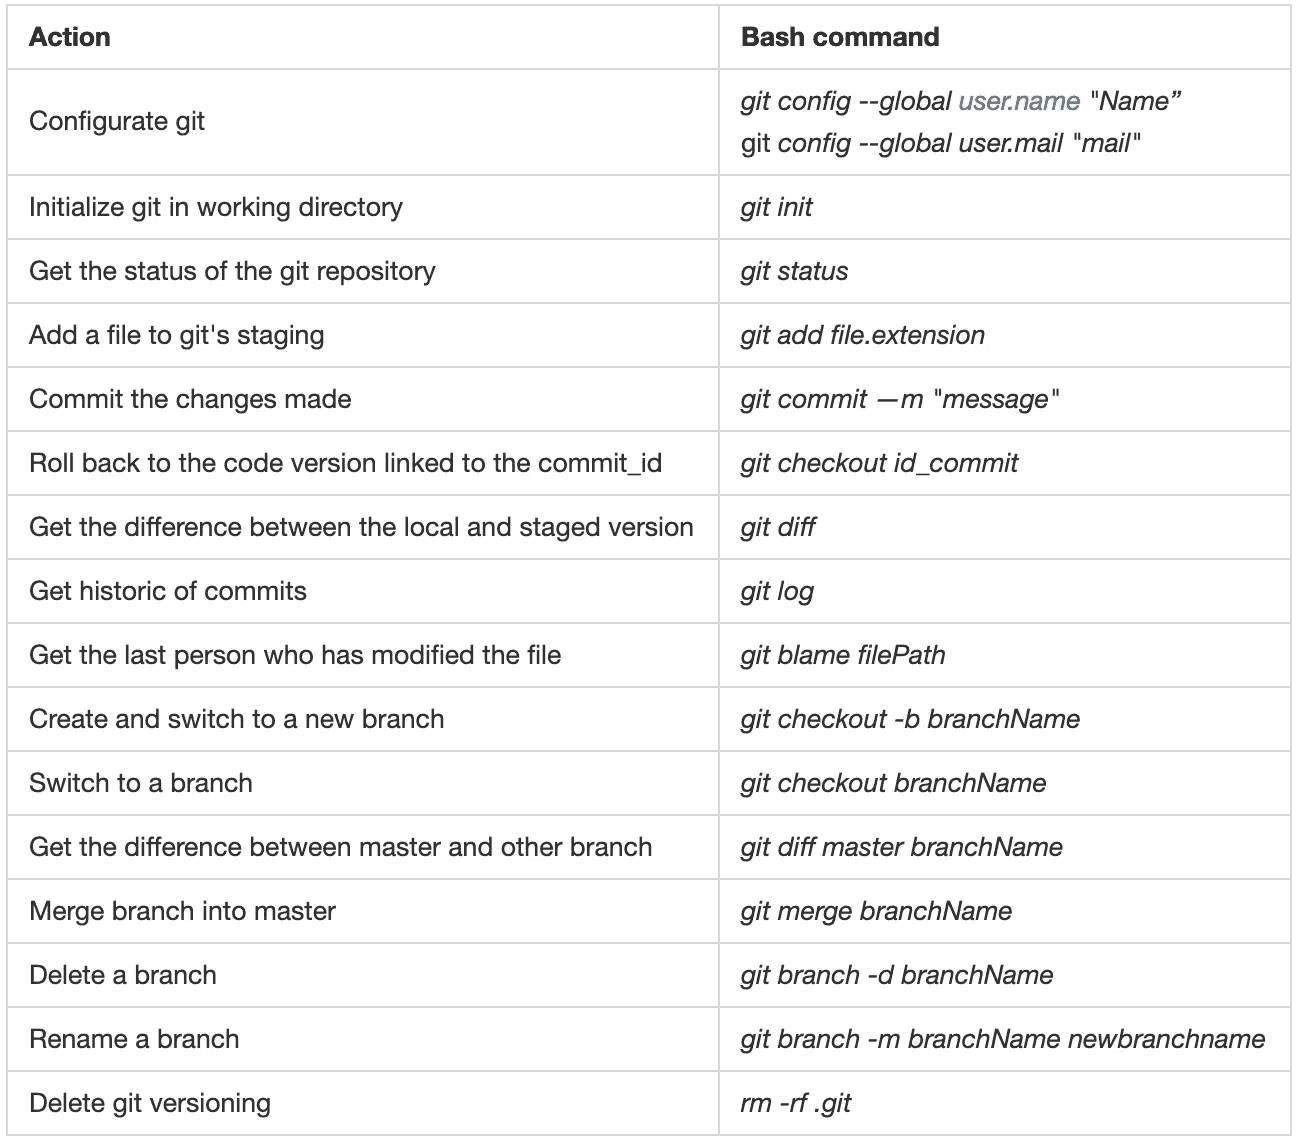 Action Bash command
Configurate git
git config --global user.name "Name”
git config --global user.mail "mail"
Initialize git in working directory git init
Get the status of the git repository git status
Add a file to git's staging git add file.extension
Commit the changes made git commit —m "message"
Roll back to the code version linked to the commit_id git checkout id_commit
Get the difference between the local and staged version git diff
Get historic of commits git log
Get the last person who has modified the file git blame filePath
Create and switch to a new branch git checkout -b branchName
Switch to a branch git checkout branchName
Get the difference between master and other branch git diff master branchName
Merge branch into master git merge branchName
Delete a branch git branch -d branchName
Rename a branch git branch -m branchName newbranchname
Delete git versioning rm -rf .git